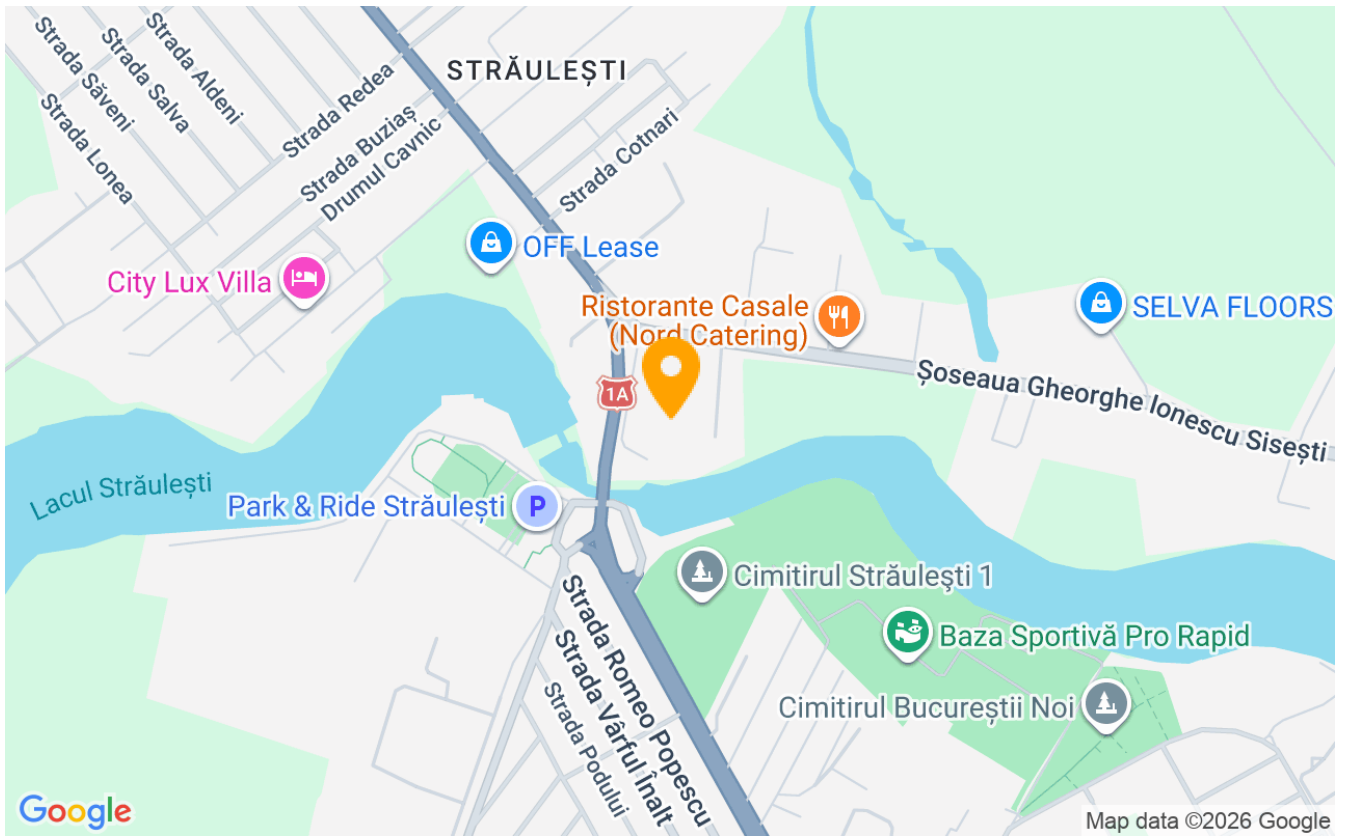 STRĂULEȘTI
Strada Aldeni
Strada Salva
Strada Săveni
Strada Lonea
Strada Redea
Strada Buziaș
Drumul Cavnic
Strada Cotnari
OFF Lease
City Lux Villa
Ristorante Casale
(Nord Catering)
SELVA FLOORS
1A
Șoseaua Gheorghe Ionescu Sisești
Lacul Străulești
Park & Ride Străulești
P
Cimitirul Străulești 1
Baza Sportivă Pro Rapid
Cimitirul Bucureștii Noi
Strada Romeo Popescu
Strada Vârful Înalt
Strada Podului
Google
Map data ©2026 Google